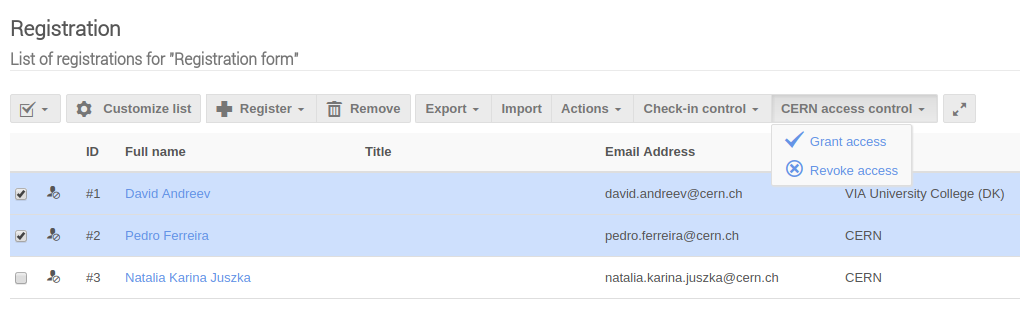 Registration
List of registrations for "Registration form"
Customize list Register Remove Export Import Actions Check-in control CERN access control
Grant access
Revoke access
ID Full name Title Email Address
#1 David Andreev david.andreev@cern.ch VIA University College (DK)
#2 Pedro Ferreira pedro.ferreira@cern.ch CERN
#3 Natalia Karina Juszka natalia.karina.juszka@cern.ch CERN